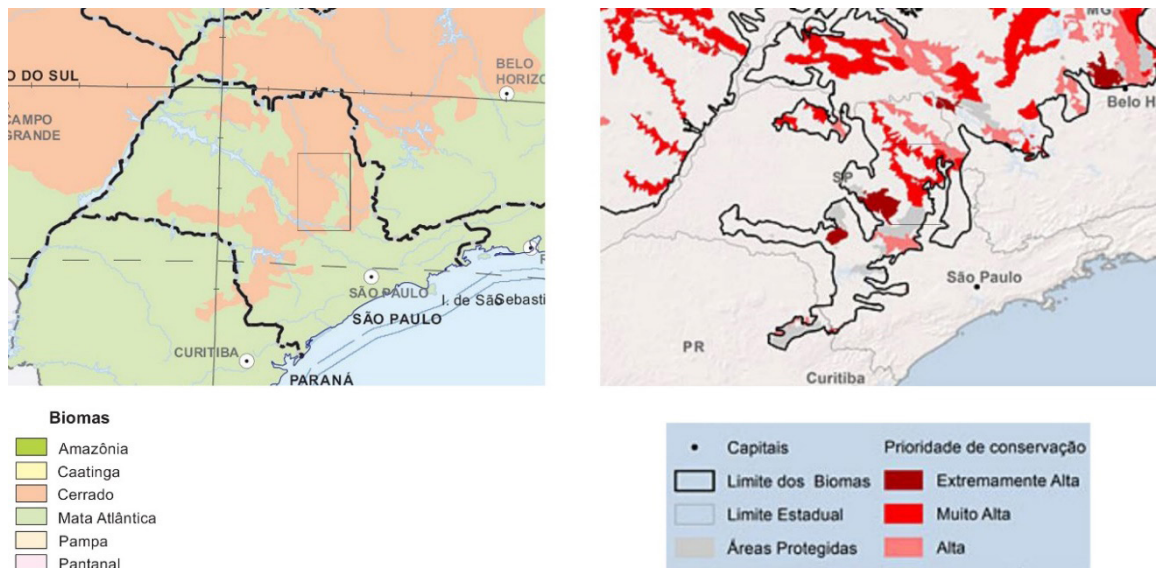 O DO SUL
BELO
HORIZO
CAMPO
GRANDE
SÃO PAULO
I. de São Sebasti
SÃO PAULO
CURITIBA
PARANÁ
MG
Belo H
SP
São Paulo
PR
Curitiba
Biomas
Amazônia
Caatinga
Cerrado
Mata Atlântica
Pampa
Pantanal
Capitais
Prioridade de conservação
Limite dos Biomas
Extremamente Alta
Limite Estadual
Muito Alta
Áreas Protegidas
Alta